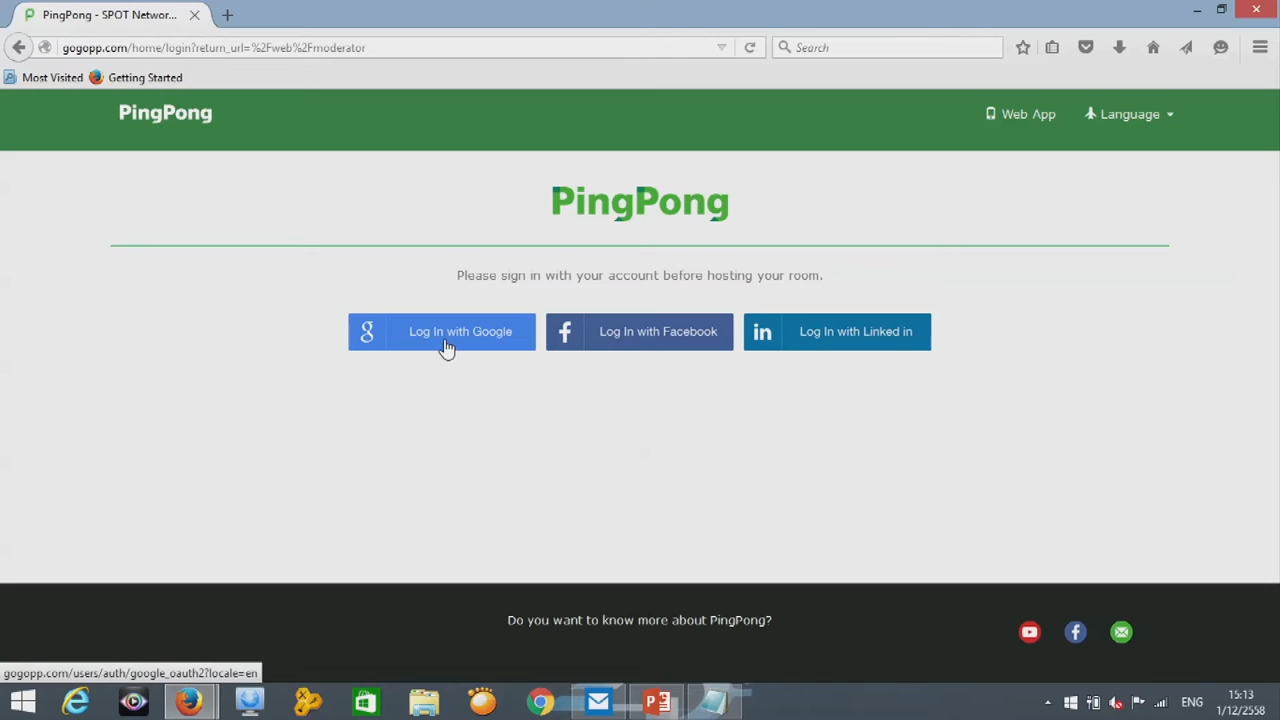 PingPong - SPOT Networ...
gogopp.com/home/login?return_url=%2Fweb%2Fmoderator
Search
Most Visited
Getting Started
PingPong
Web App
Language
PingPong
Please sign in with your account before hosting your room.
g
Log In with Google
f
Log In with Facebook
in
Log In with Linked in
Do you want to know more about PingPong?
gogopp.com/users/auth/google_oauth2?locale=en
ENG
15:13
1/12/2558